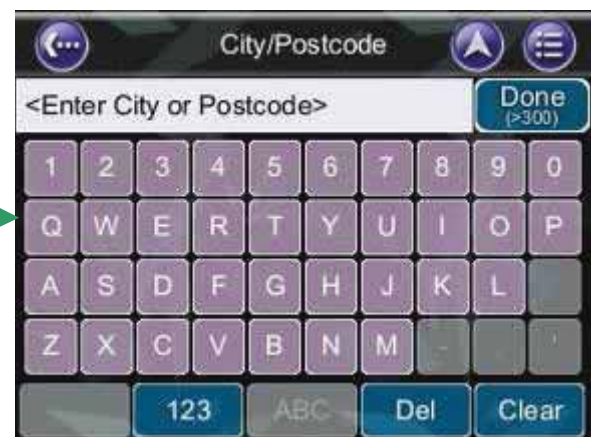 City/Postcode
<Enter City or Postcode>
Done
(>300)
1 2 3 4 5 6 7 8 9 0
Q W E R T Y U I O P
A S D F G H J K L
Z X C V B N M - . '
123 ABC Del Clear